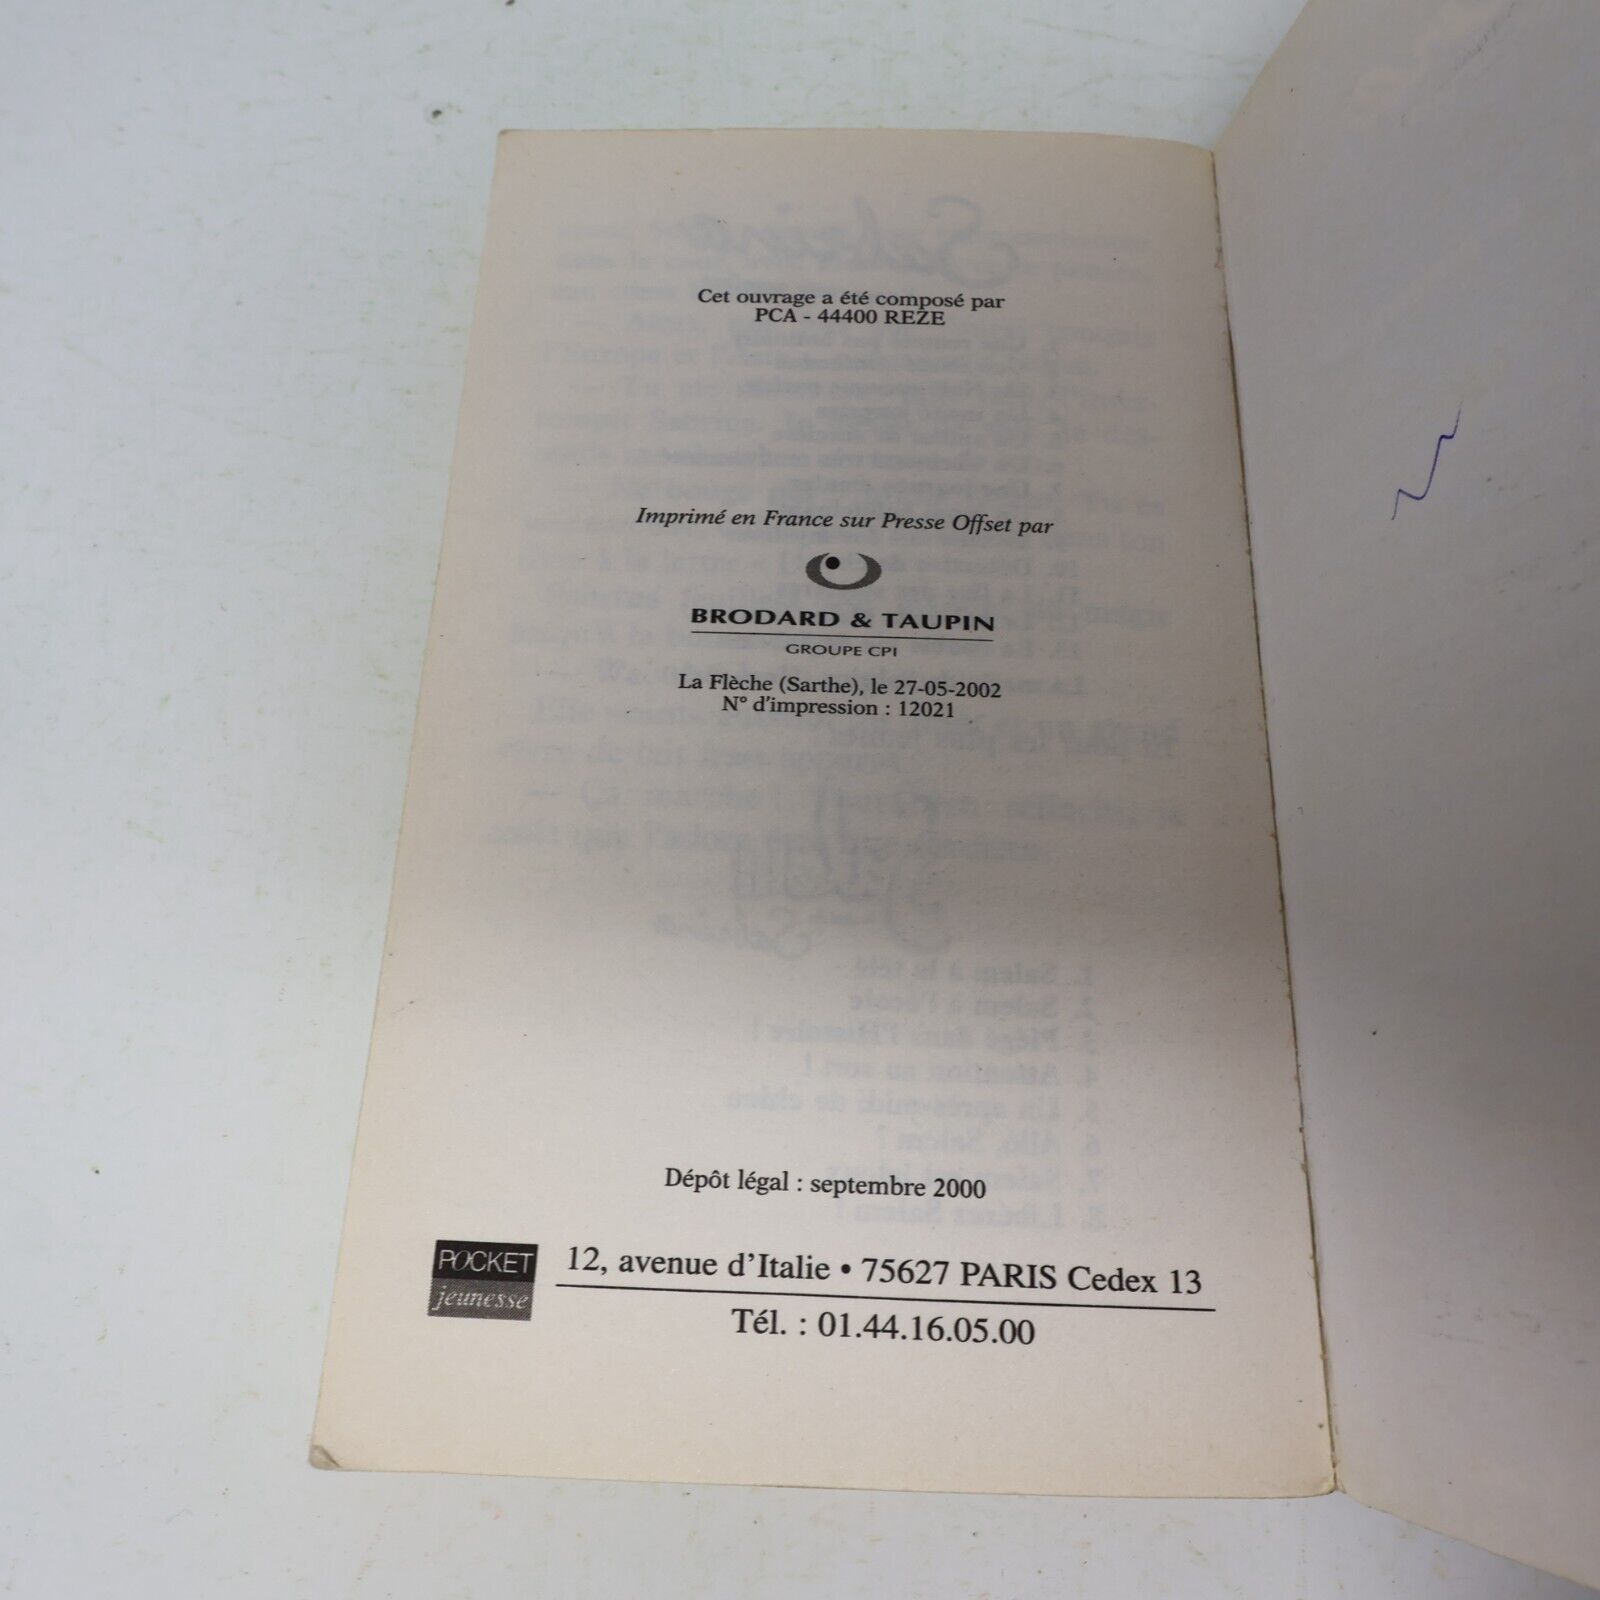 Cet ouvrage a été composé par
PCA - 44400 REZE
Imprimé en France sur Presse Offset par
BRODARD & TAUPIN
GROUPE CPI
La Flèche (Sarthe), le 27-05-2002
N° d'impression : 12021
Dépôt légal : septembre 2000
POCKET
jeunesse
12, avenue d'Italie • 75627 PARIS Cedex 13
Tél. : 01.44.16.05.00